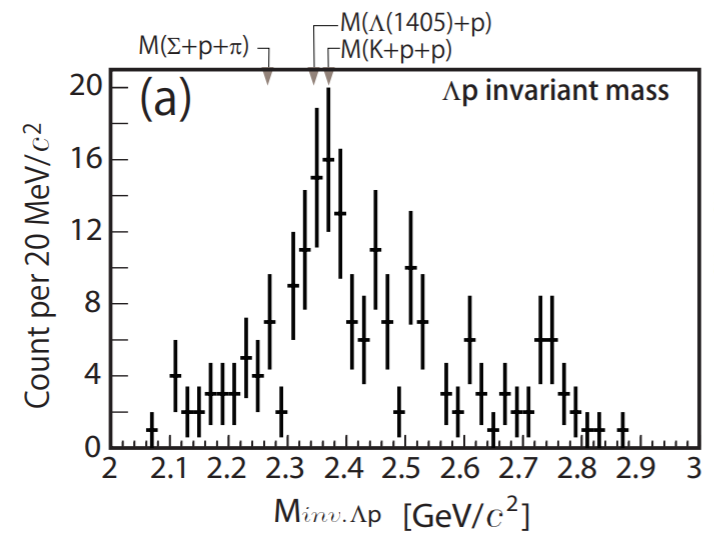 M(Λ(1405)+p)
M(Σ+p+π)
M(K+p+p)
(a)
Λp invariant mass
Count per 20 MeV/c²
20
16
12
8
4
0
2 2.1 2.2 2.3 2.4 2.5 2.6 2.7 2.8 2.9 3
Minv.Λp [GeV/c²]